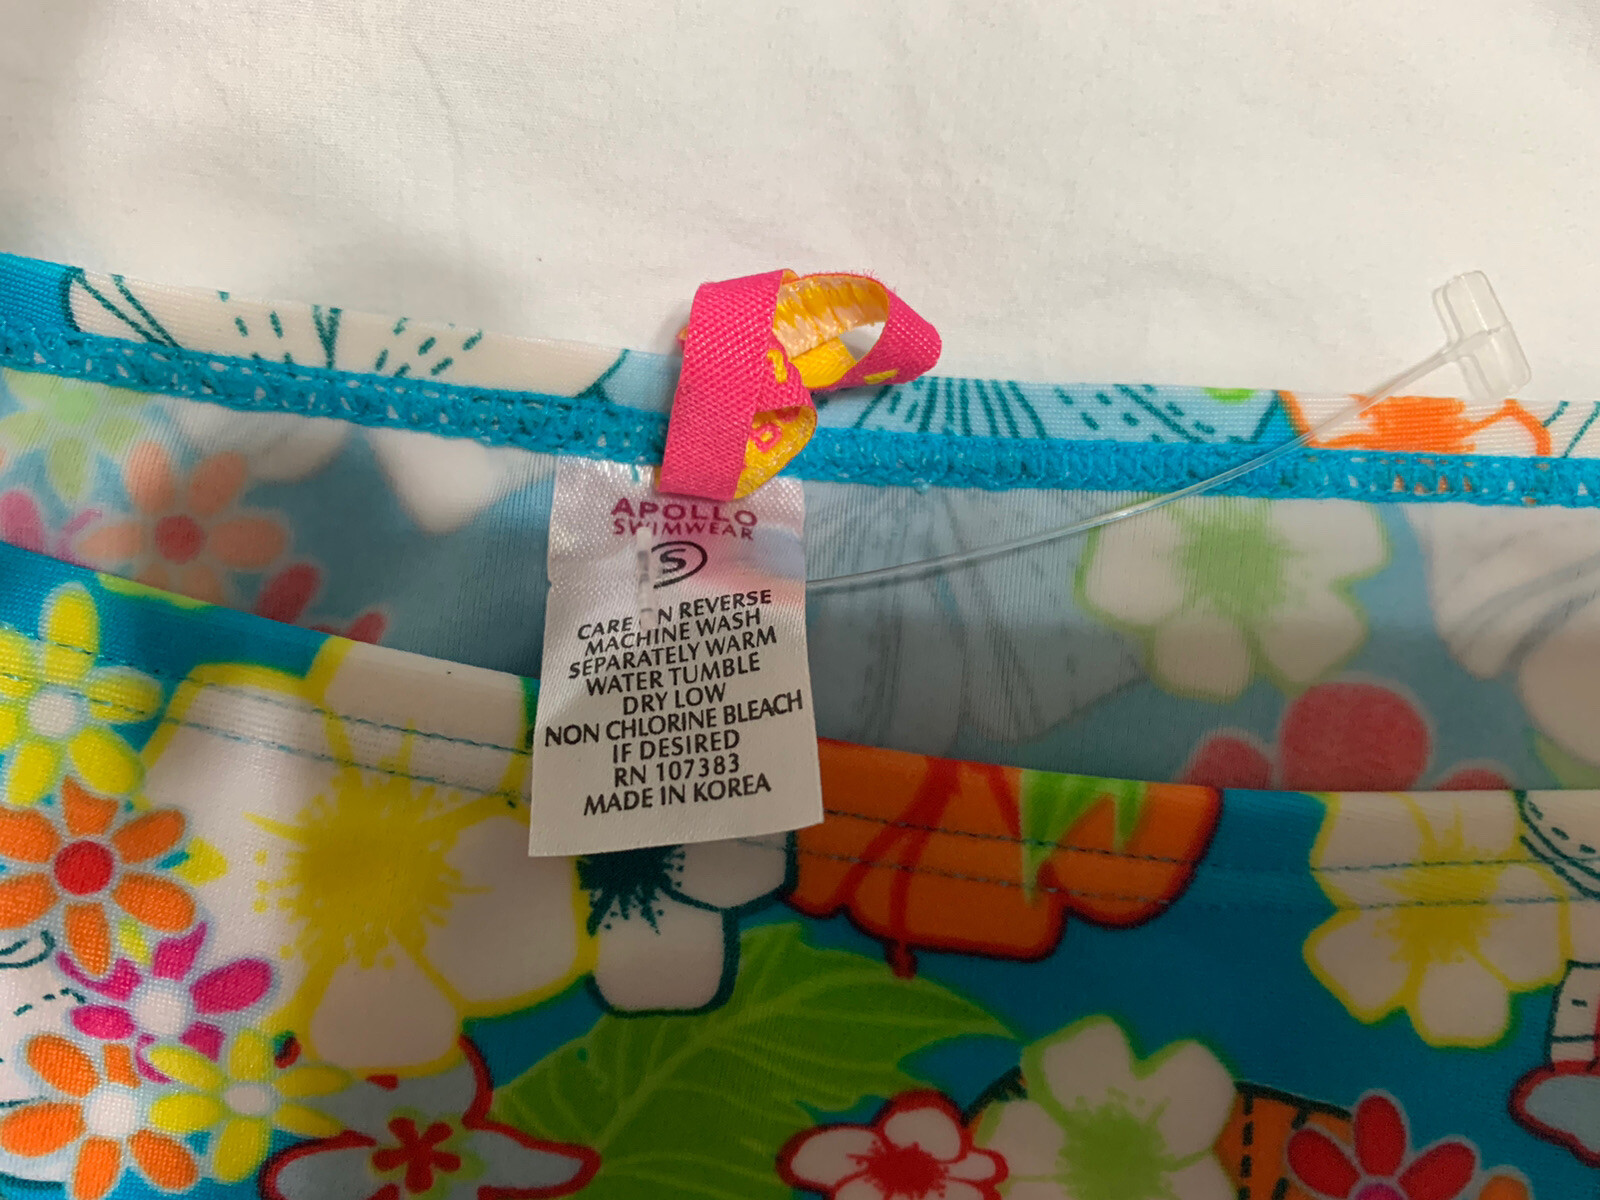 APOLLO
SWIMWEAR
S
CARE N REVERSE
MACHINE WASH
SEPARATELY WARM
WATER TUMBLE
DRY LOW
NON CHLORINE BLEACH
IF DESIRED
RN 107383
MADE IN KOREA